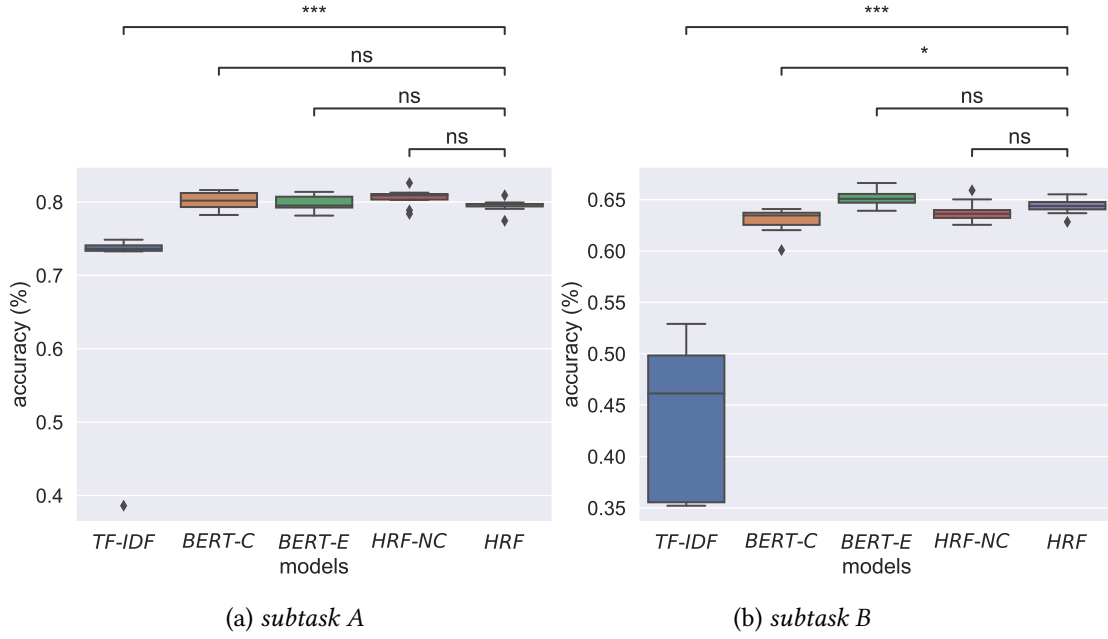 ***
ns
ns
ns
accuracy (%)
0.8
0.7
0.6
0.5
0.4
TF-IDF BERT-C BERT-E HRF-NC HRF
models
(a) subtask A
***
*
ns
ns
accuracy (%)
0.65
0.60
0.55
0.50
0.45
0.40
0.35
TF-IDF BERT-C BERT-E HRF-NC HRF
models
(b) subtask B